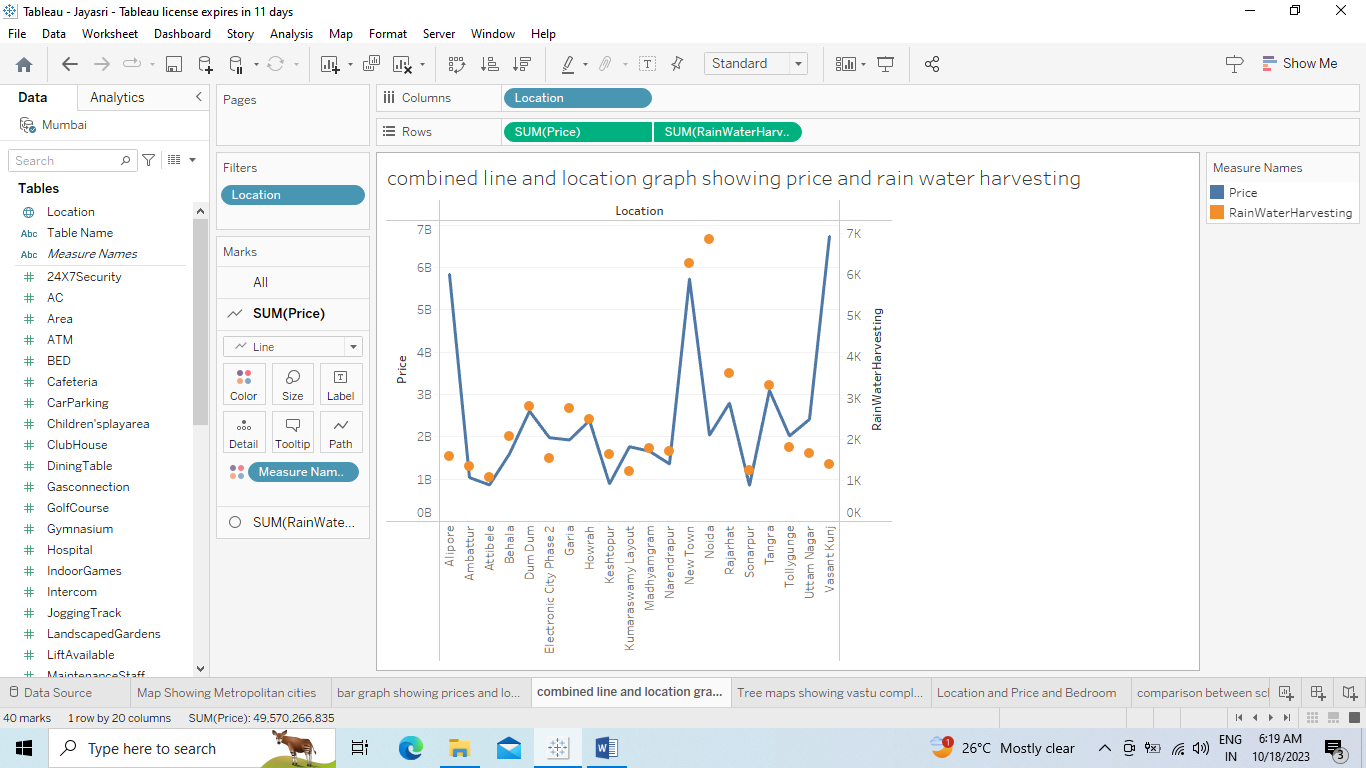 Tableau - Jayasri - Tableau license expires in 11 days
File Data Worksheet Dashboard Story Analysis Map Format Server Window Help
Standard
Show Me
Data Analytics
Mumbai
Search
Tables
Location
Table Name
Measure Names
24X7Security
AC
Area
ATM
BED
Cafeteria
CarParking
Children'splayarea
ClubHouse
DiningTable
Gasconnection
GolfCourse
Gymnasium
Hospital
IndoorGames
Intercom
JoggingTrack
LandscapedGardens
LiftAvailable
MaintenanceStaff
Abc
Abc
Pages
Filters
Location
Marks
All
SUM(Price)
Line
Color Size Label
Detail Tooltip Path
Measure Nam..
SUM(RainWate...
Columns Location
Rows SUM(Price) SUM(RainWaterHarv..
combined line and location graph showing price and rain water harvesting
Location
7B
6B
5B
4B
3B
2B
1B
0B
Price
7K
6K
5K
4K
3K
2K
1K
0K
RainWaterHarvesting
Alipore
Ambattur
Attibele
Behala
Dum Dum
Electronic City Phase 2
Garia
Howrah
Keshtopur
Kumaraswamy Layout
Madhyamgram
Narendrapur
New Town
Noida
Rajarhat
Sonarpur
Tangra
Tollygunge
Uttam Nagar
Vasant Kunj
Measure Names
Price
RainWaterHarvesting
Data Source Map Showing Metropolitan cities bar graph showing prices and lo... combined line and location gra... Tree maps showing vastu compl... Location and Price and Bedroom comparison between scl
40 marks 1 row by 20 columns SUM(Price): 49,570,266,835
Type here to search
1
26°C Mostly clear
ENG
IN
6:19 AM
10/18/2023
3